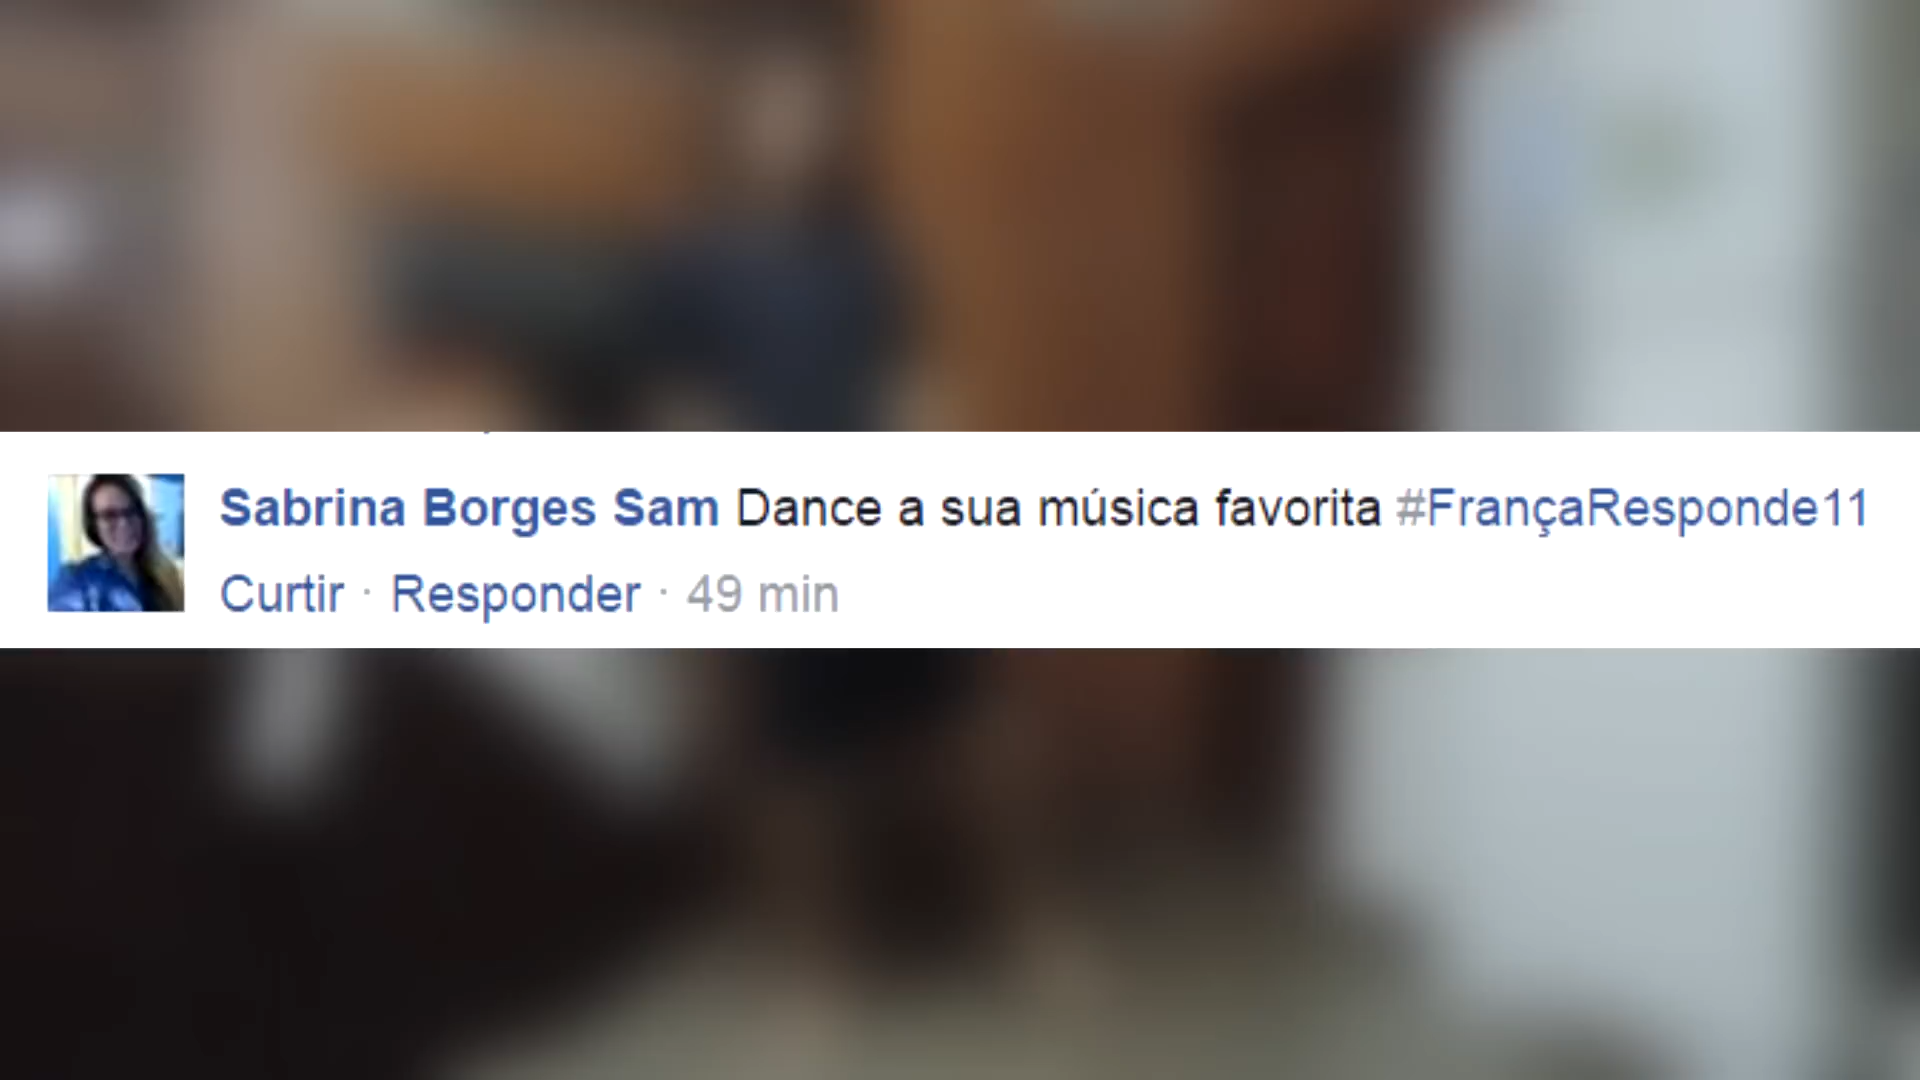 Sabrina Borges Sam Dance a sua música favorita #FrançaResponde11
Curtir · Responder · 49 min